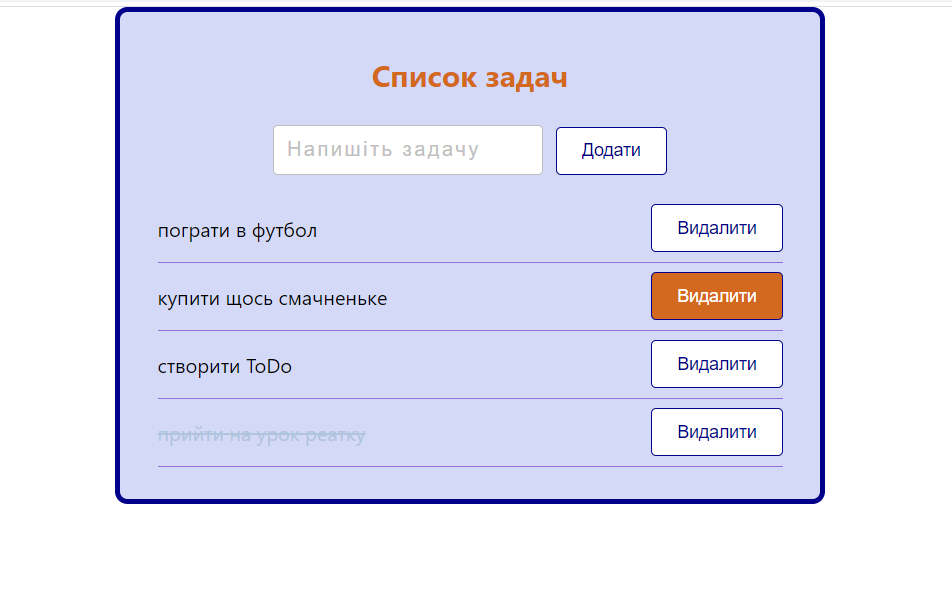 Список задач
Напишіть задачу Додати
пограти в футбол Видалити
купити щось смачненьке Видалити
створити ToDo Видалити
прийти на урок реатку Видалити